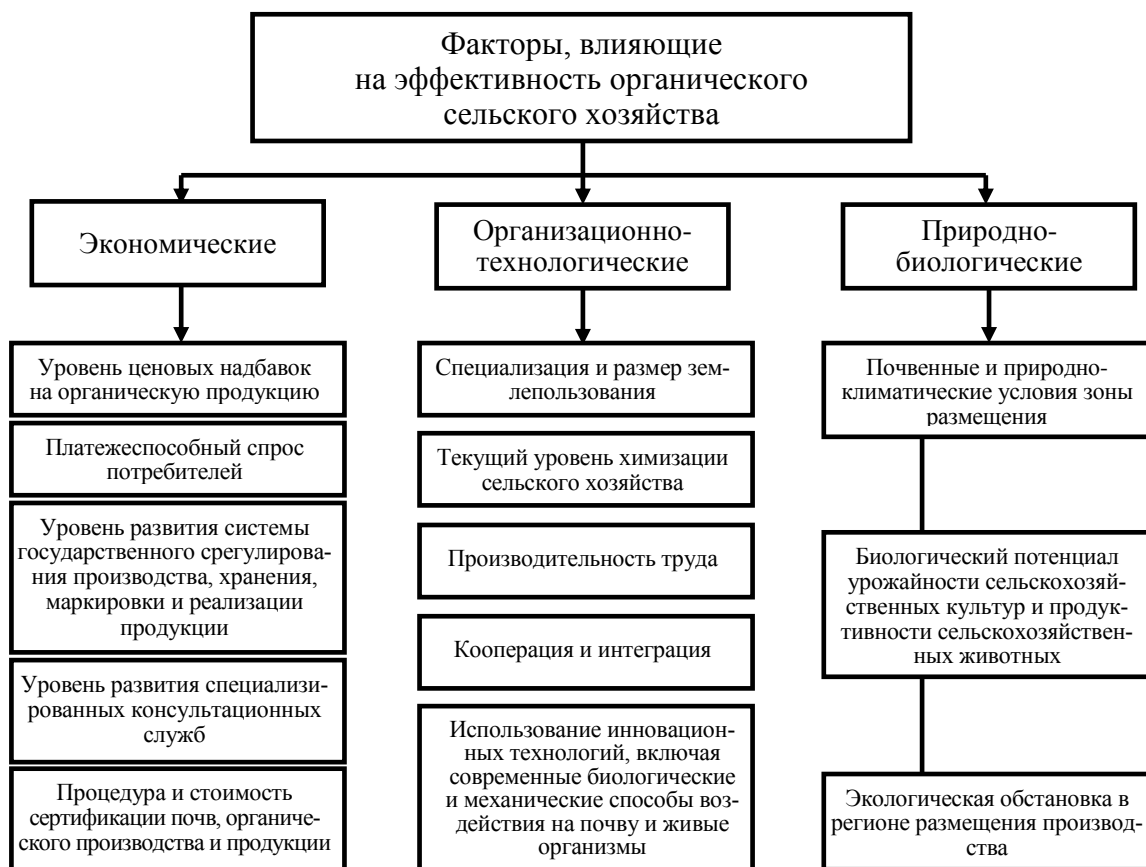 Факторы, влияющие
на эффективность органического
сельского хозяйства
Экономические
Организационно-
технологические
Природно-
биологические
Уровень ценовых надбавок
на органическую продукцию
Платежеспособный спрос
потребителей
Уровень развития системы
государственного срегулирова-
ния производства, хранения,
маркировки и реализации
продукции
Уровень развития специализи-
рованных консультационных
служб
Процедура и стоимость
сертификации почв, органиче-
ского производства и продукции
Специализация и размер зем-
лепользования
Текущий уровень химизации
сельского хозяйства
Производительность труда
Кооперация и интеграция
Использование инновацион-
ных технологий, включая
современные биологические
и механические способы воз-
действия на почву и живые
организмы
Почвенные и природно-
климатические условия зоны
размещения
Биологический потенциал
урожайности сельскохозяй-
ственных культур и продук-
тивности сельскохозяйствен-
ных животных
Экологическая обстановка в
регионе размещения производ-
ства